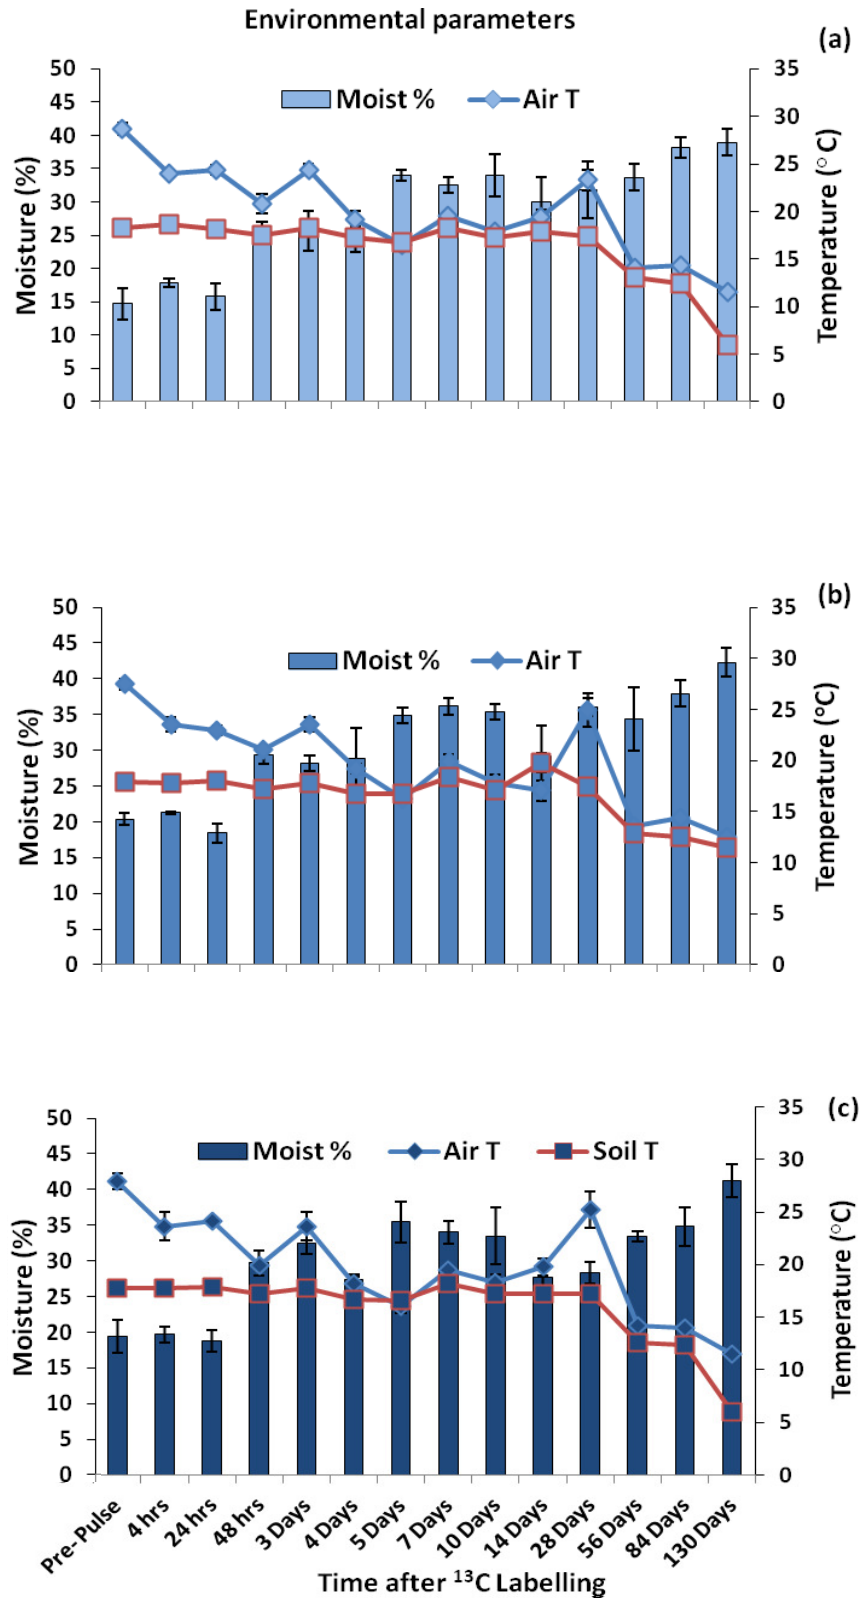 Environmental parameters
(a)
Moist % Air T
Moisture (%)
50
45
40
35
30
25
20
15
10
5
0
35
30
25
20
15
10
5
0
Temperature (° C)
(b)
Moist % Air T
Moisture (%)
50
45
40
35
30
25
20
15
10
5
0
35
30
25
20
15
10
5
0
Temperature (°C)
(c)
Moist % Air T Soil T
Moisture (%)
50
45
40
35
30
25
20
15
10
5
0
35
30
25
20
15
10
5
0
Temperature (°C)
Pre- Pulse
4 hrs
24 hrs
48 hrs
3 Days
4 Days
5 Days
7 Days
10 Days
14 Days
28 Days
56 Days
84 Days
130 Days
Time after ¹³C Labelling